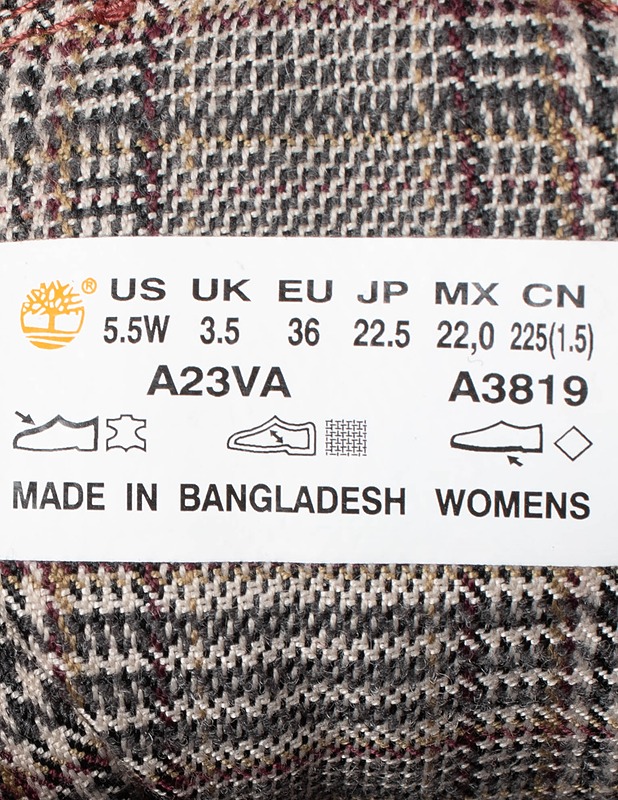 ® US UK EU JP MX CN
5.5W 3.5 36 22.5 22,0 225(1.5)
A23VA A3819
MADE IN BANGLADESH WOMENS